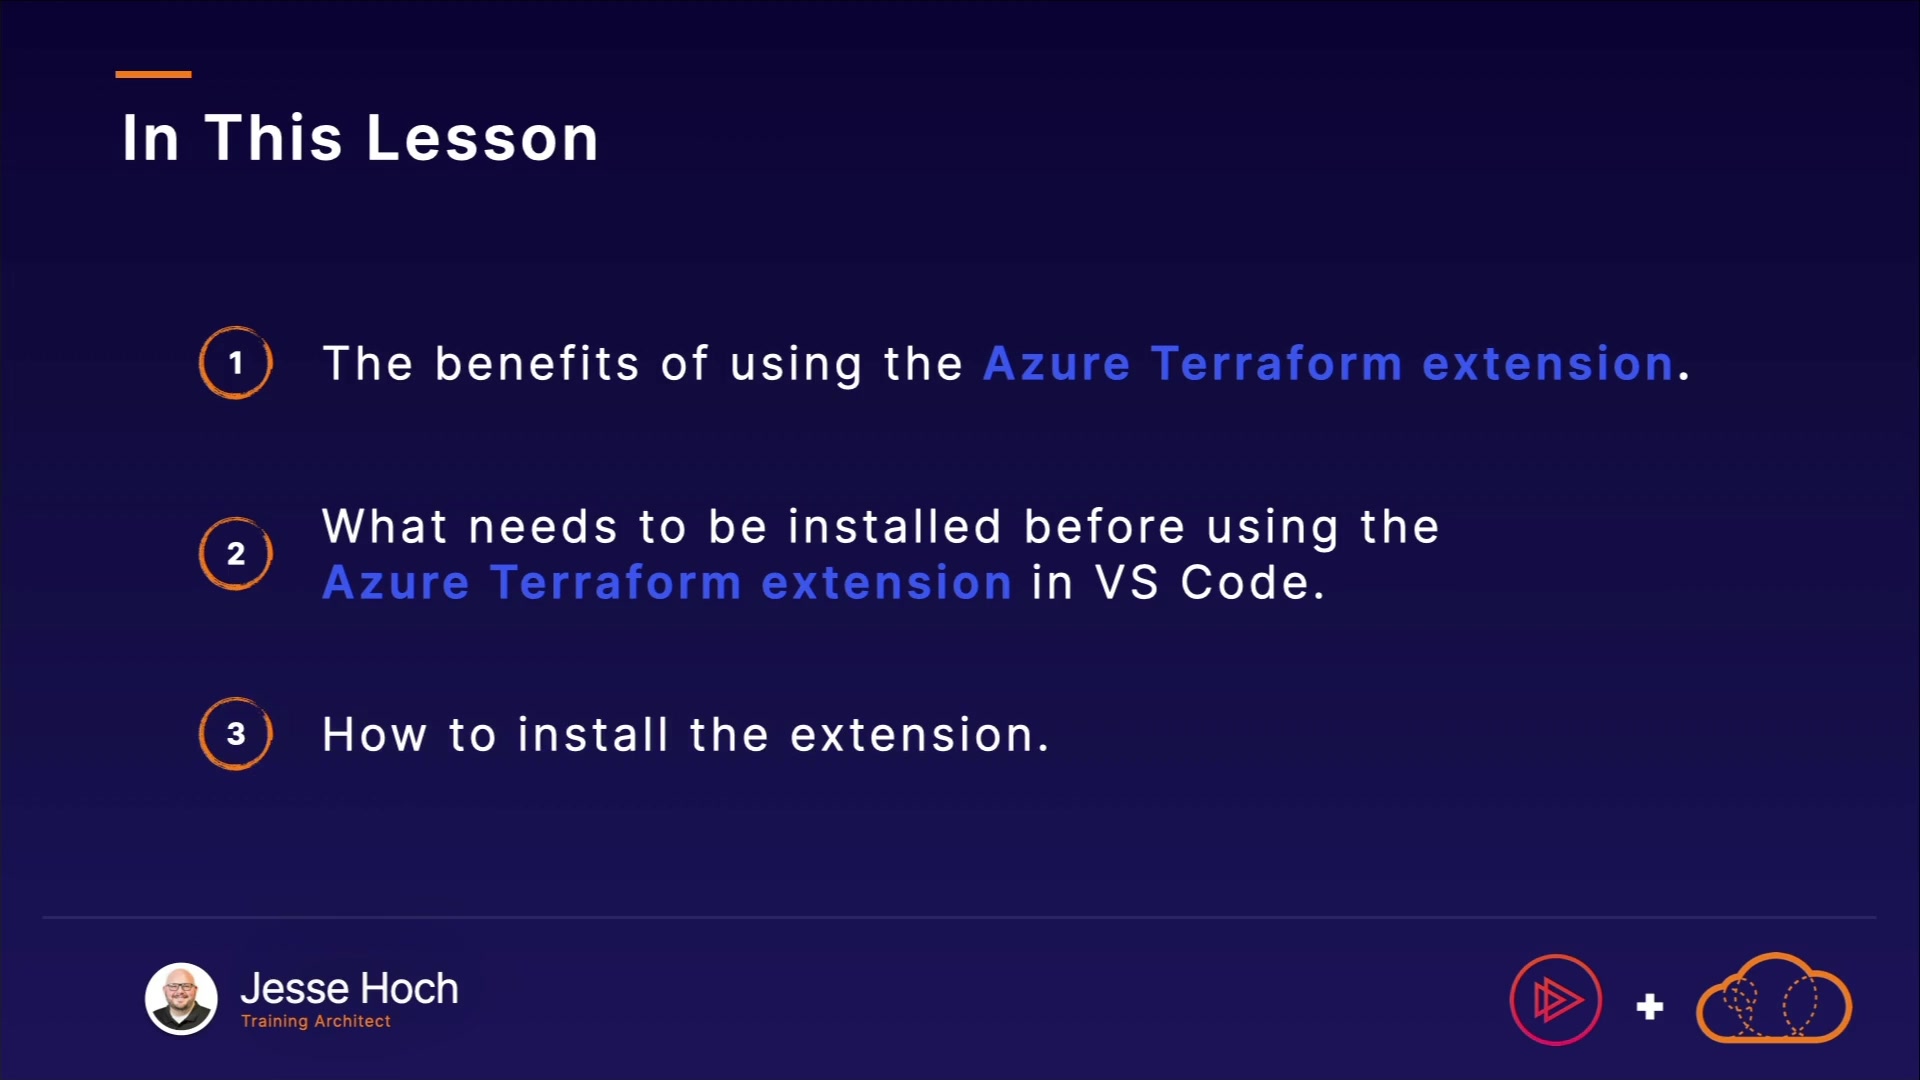 In This Lesson
1 The benefits of using the Azure Terraform extension.
2 What needs to be installed before using the
Azure Terraform extension in VS Code.
3 How to install the extension.
Jesse Hoch
Training Architect